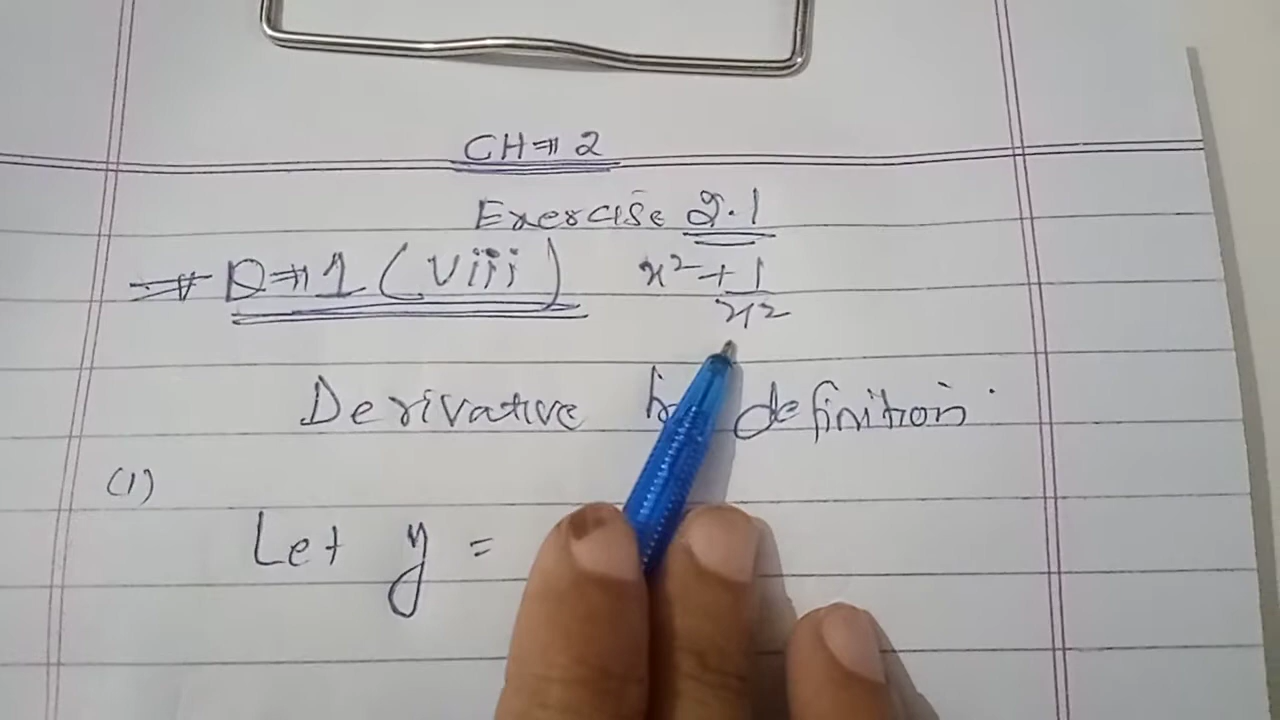 CH=# 2
Exercise 2.1
Q=# 1 (viii) x² + 1/x²
Derivative definition.
(1)
Let y =